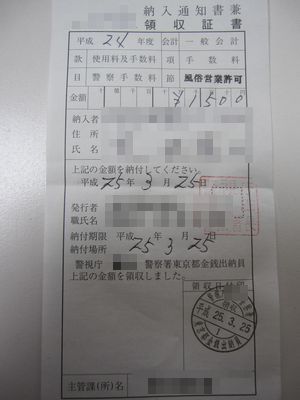 納入通知書兼
領収証書
平成 24 年度 会計 一般会計
款 使用料及手数料 項 手数料
目 警察手数料 節 風俗営業許可
金額 ¥1500
納入者
住所
氏名
上記の金額を納付してください。
平成 25年 3月 25日
発行者
職氏名
納付期限 平成 年 月 日
納付場所 25 3 25
警視庁 警察署東京都金銭出納員
上記の金額を領収しました。
領収日付印
領収
平成 25.3.25
主管課(所)名